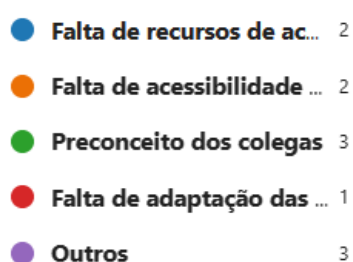 Falta de recursos de ac... 2
Falta de acessibilidade ... 2
Preconceito dos colegas 3
Falta de adaptação das ... 1
Outros 3